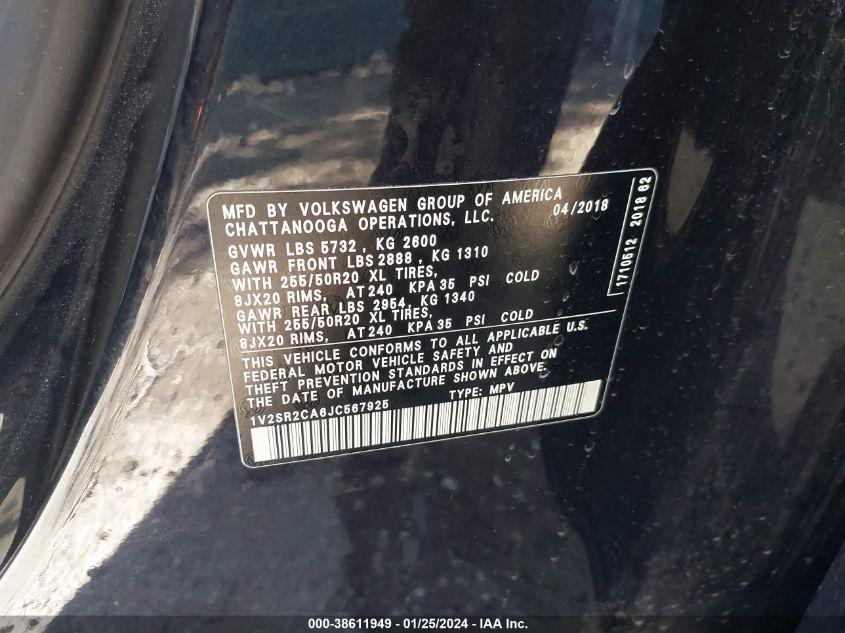 MFD BY VOLKSWAGEN GROUP OF AMERICA
CHATTANOOGA OPERATIONS, LLC. 04/2018
GVWR LBS 5732 , KG 2600
GAWR FRONT LBS 2888 , KG 1310
WITH 255/50R20 XL TIRES,
8JX20 RIMS, AT 240 KPA 35 PSI COLD
GAWR REAR LBS 2954, KG 1340
WITH 255/50R20 XL TIRES,
8JX20 RIMS, AT 240 KPA 35 PSI COLD
THIS VEHICLE CONFORMS TO ALL APPLICABLE U.S.
FEDERAL MOTOR VEHICLE SAFETY AND
THEFT PREVENTION STANDARDS IN EFFECT ON
THE DATE OF MANUFACTURE SHOWN ABOVE.
1V2SR2CA6JC567925 TYPE: MPV
1710512 2018 62
000-38611949 - 01/25/2024 - IAA Inc.